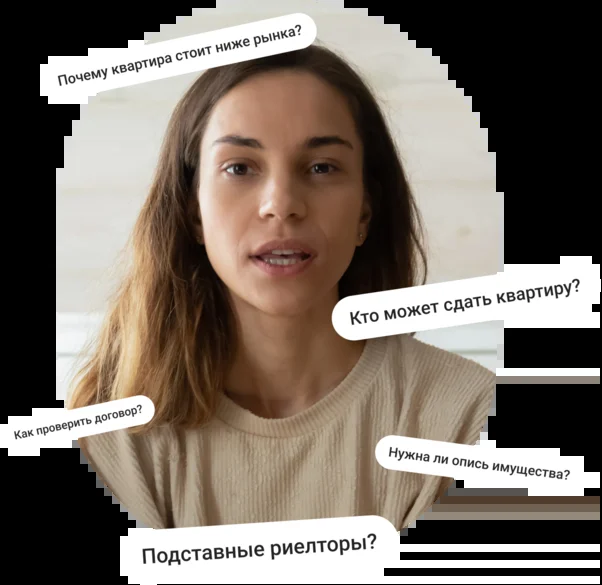 Почему квартира стоит ниже рынка?
Кто может сдать квартиру?
Как проверить договор?
Нужна ли опись имущества?
Подставные риелторы?